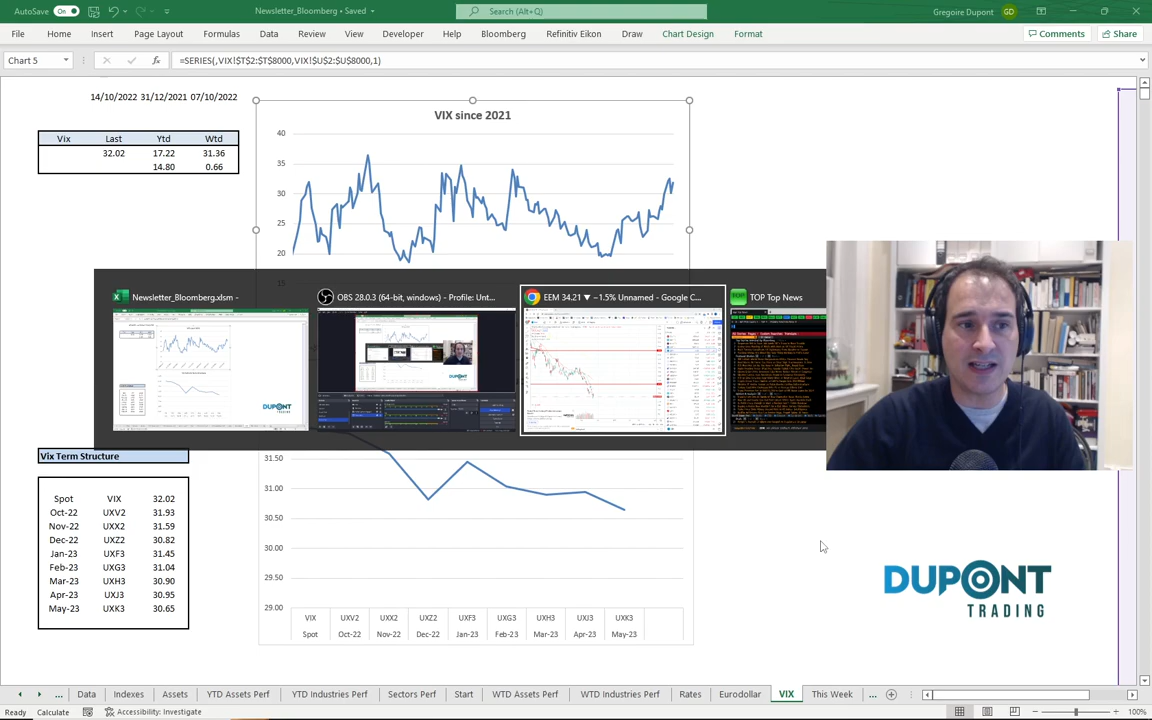 AutoSave On Newsletter_Bloomberg • Saved Search (Alt+Q) Gregoire Dupont GD
File Home Insert Page Layout Formulas Data Review View Developer Help Bloomberg Refinitiv Eikon Draw Chart Design Format Comments Share
Chart 5 fx =SERIES(,VIX!$T$2:$T$8000,VIX!$U$2:$U$8000,1)
14/10/2022 31/12/2021 07/10/2022
Vix Last Ytd Wtd
32.02 17.22 31.36
14.80 0.66
VIX since 2021
40
35
30
25
20
15
Newsletter_Bloomberg.xlsm -
OBS 28.0.3 (64-bit, windows) - Profile: Unt...
EEM 34.21 ▼ −1.5% Unnamed - Google C...
TOP Top News
DUPONT
Vix Term Structure
Spot VIX 32.02
Oct-22 UXV2 31.93
Nov-22 UXX2 31.59
Dec-22 UXZ2 30.82
Jan-23 UXF3 31.45
Feb-23 UXG3 31.04
Mar-23 UXH3 30.90
Apr-23 UXJ3 30.95
May-23 UXK3 30.65
31.50
31.00
30.50
30.00
29.50
29.00
VIX UXV2 UXX2 UXZ2 UXF3 UXG3 UXH3 UXJ3 UXK3
Spot Oct-22 Nov-22 Dec-22 Jan-23 Feb-23 Mar-23 Apr-23 May-23
DUPONT
TRADING
... Data Indexes Assets YTD Assets Perf YTD Industries Perf Sectors Perf Start WTD Assets Perf WTD Industries Perf Rates Eurodollar VIX This Week ...
Ready Calculate Accessibility: Investigate 100%